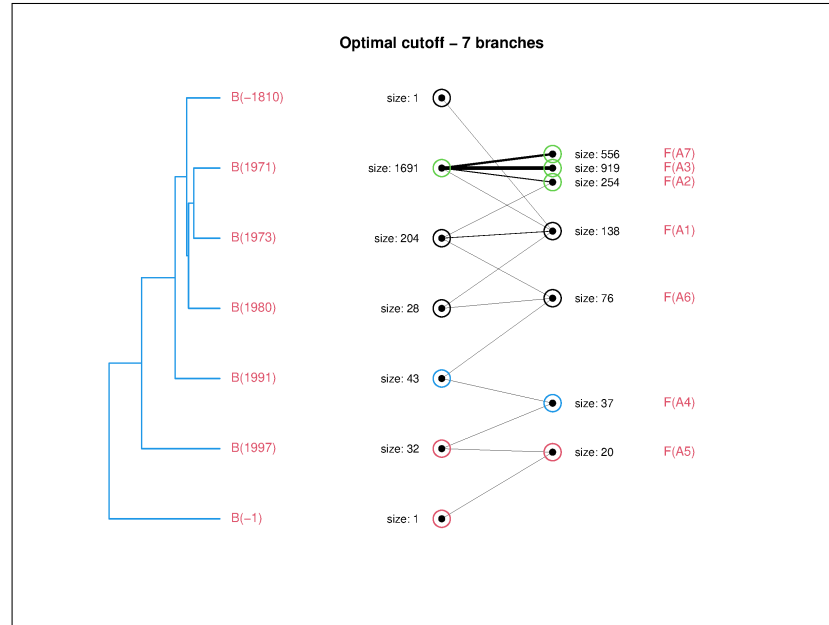 Optimal cutoff – 7 branches
B(−1810)
size: 1
size: 556
F(A7)
B(1971)
size: 1691
size: 919
F(A3)
size: 254
F(A2)
B(1973)
size: 204
size: 138
F(A1)
B(1980)
size: 28
size: 76
F(A6)
B(1991)
size: 43
size: 37
F(A4)
B(1997)
size: 32
size: 20
F(A5)
B(−1)
size: 1